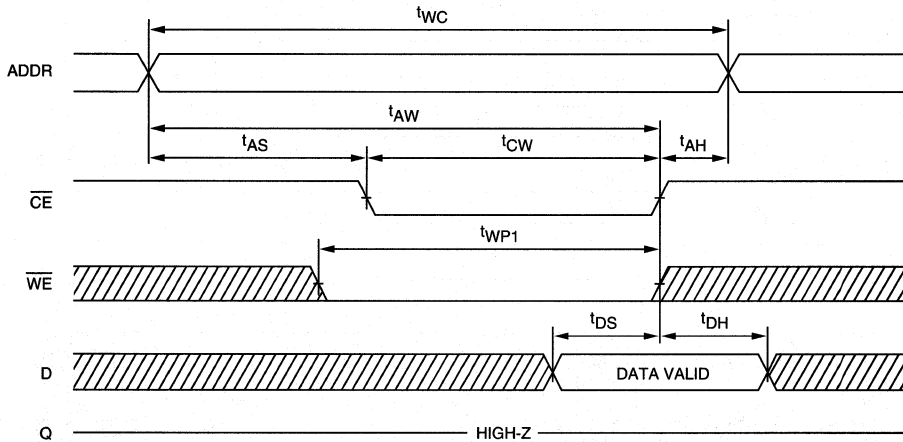 tWC
ADDR
tAW
tAS
tCW
tAH
CE
tWP1
WE
tDS
tDH
D
DATA VALID
Q
HIGH-Z